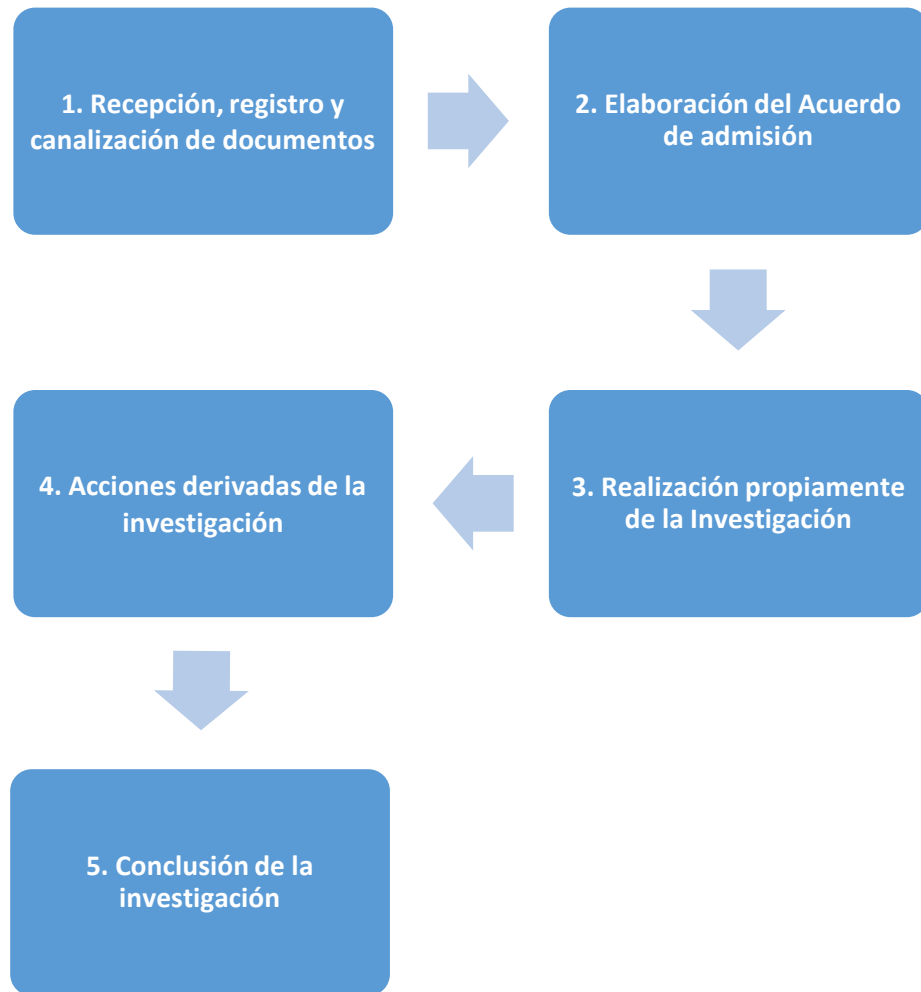 1. Recepción, registro y
canalización de documentos
2. Elaboración del Acuerdo
de admisión
3. Realización propiamente
de la Investigación
4. Acciones derivadas de la
investigación
5. Conclusión de la
investigación